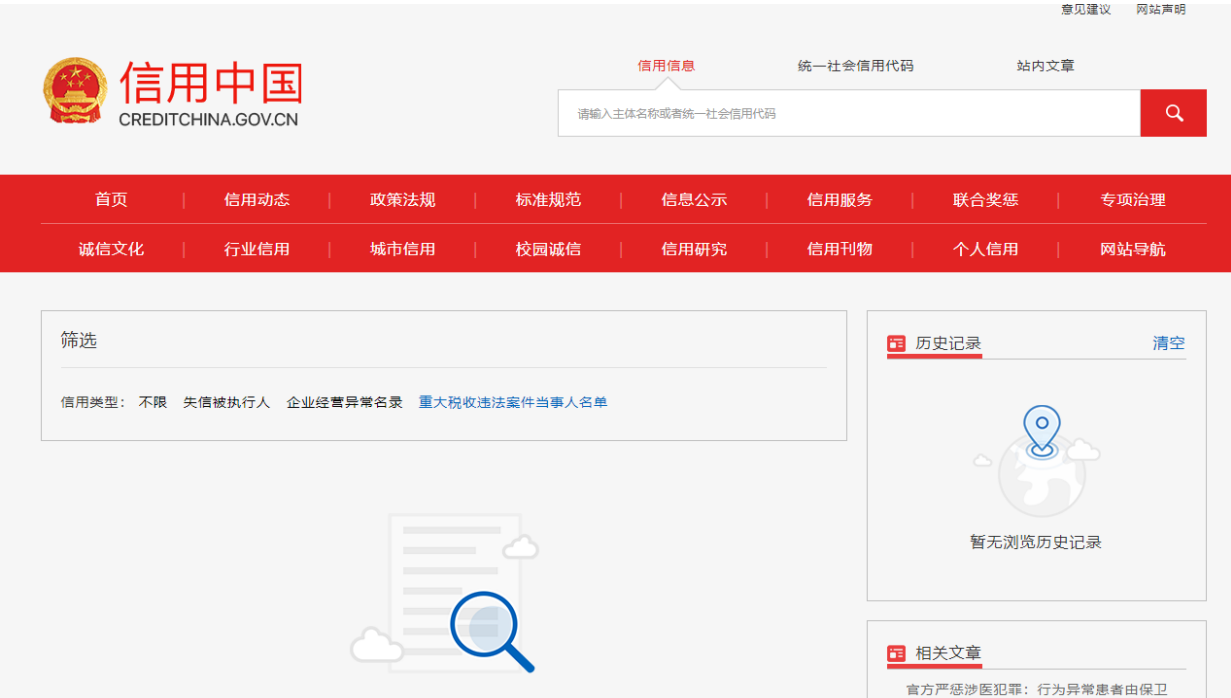 意见建议 网站声明
信用中国
CREDITCHINA.GOV.CN
信用信息 统一社会信用代码 站内文章
请输入主体名称或者统一社会信用代码
首页 信用动态 政策法规 标准规范 信息公示 信用服务 联合奖惩 专项治理
诚信文化 行业信用 城市信用 校园诚信 信用研究 信用刊物 个人信用 网站导航
筛选
信用类型： 不限 失信被执行人 企业经营异常名录 重大税收违法案件当事人名单
历史记录 清空
暂无浏览历史记录
相关文章
官方严惩涉医犯罪：行为异常患者由保卫